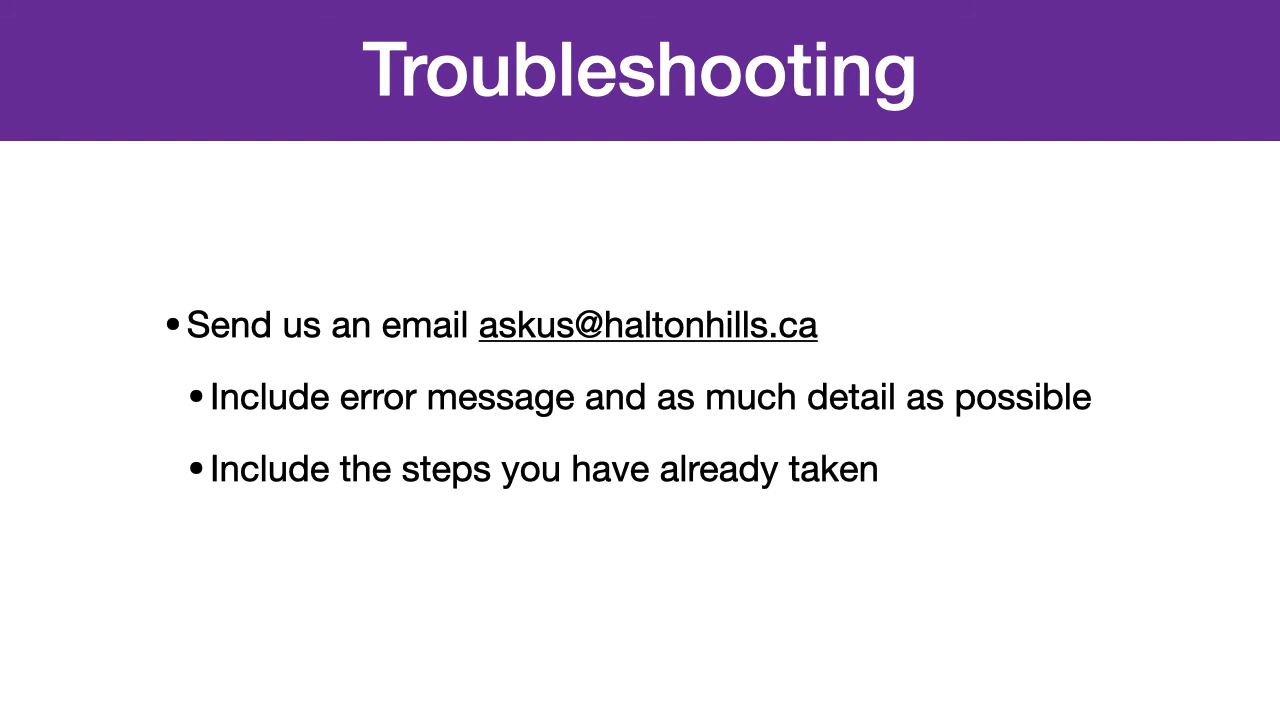 Troubleshooting
• Send us an email askus@haltonhills.ca
• Include error message and as much detail as possible
• Include the steps you have already taken